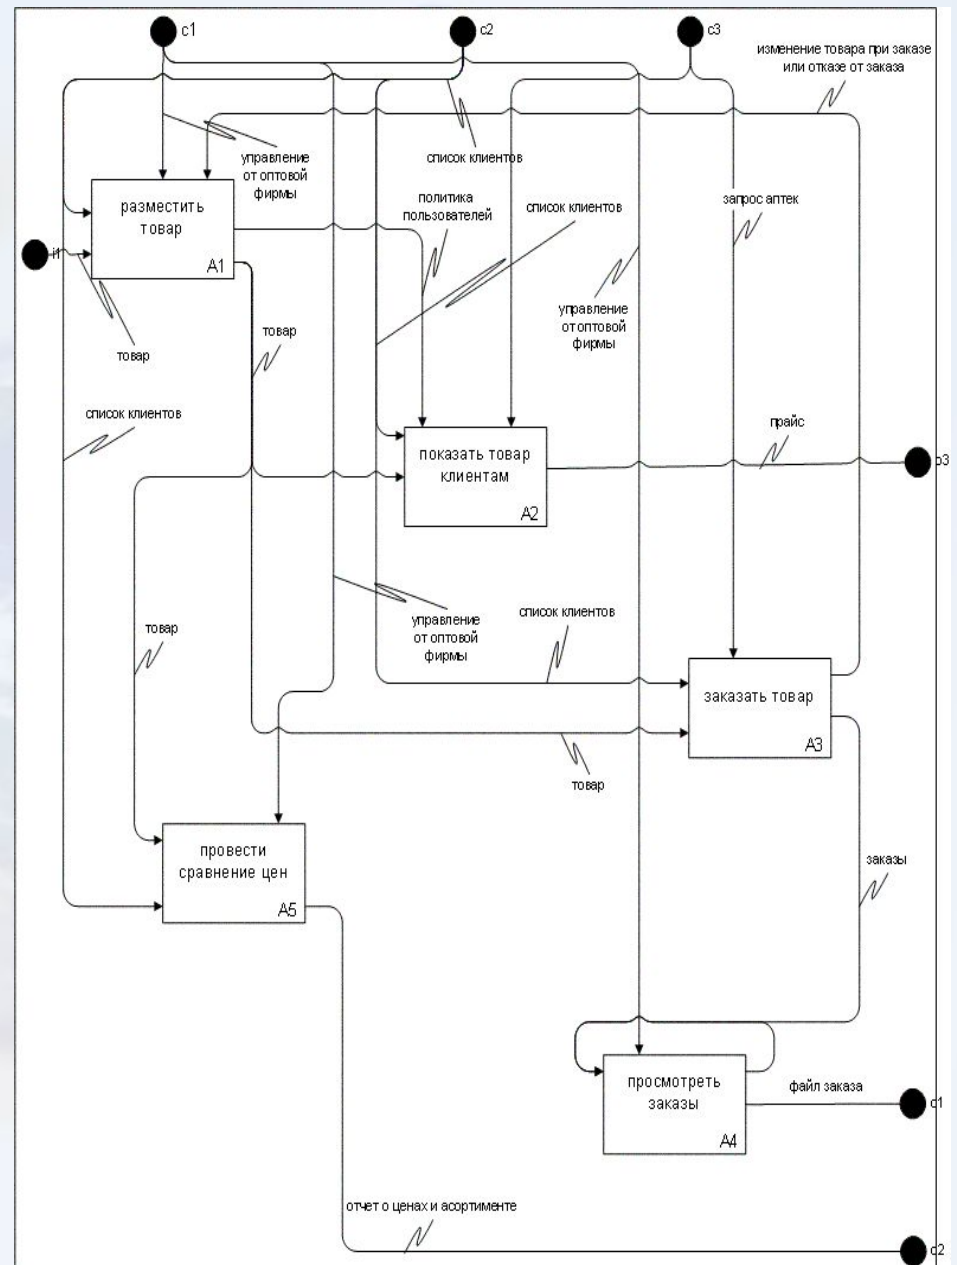 c1
c2
c3
изменение товара при заказе
или отказе от заказа
управление
от оптовой
фирмы
список клиентов
разместить
товар
A1
политика
пользователей
список клиентов
запрос аптек
i1
товар
товар
управление
от оптовой
фирмы
список клиентов
показать товар
клиентам
A2
прайс
o3
товар
управление
от оптовой
фирмы
список клиентов
заказать товар
A3
товар
провести
сравнение цен
A5
заказы
просмотреть
заказы
A4
файл заказа
o1
отчет о ценах и асортименте
o2